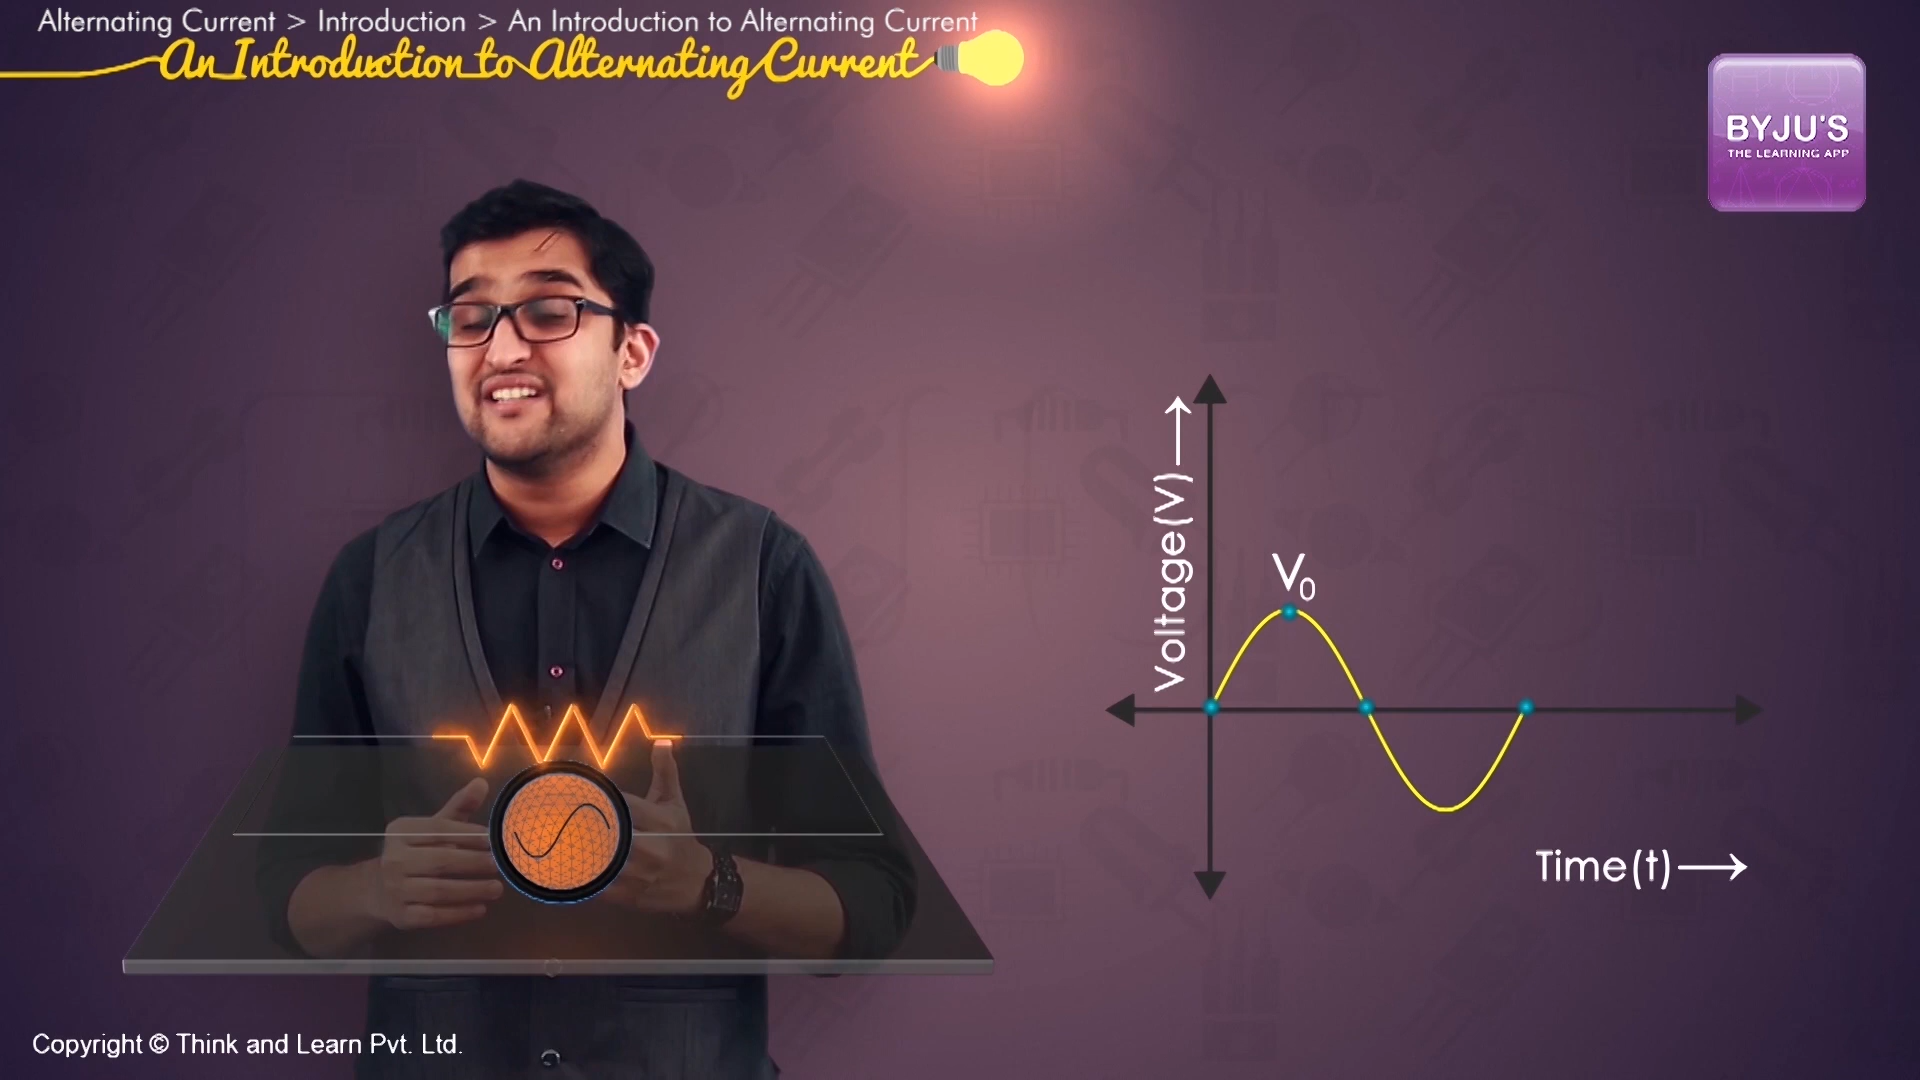 Alternating Current > Introduction > An Introduction to Alternating Current
An Introduction to Alternating Current
BYJU'S
THE LEARNING APP
Voltage(V)
V₀
Time(t)
Copyright © Think and Learn Pvt. Ltd.